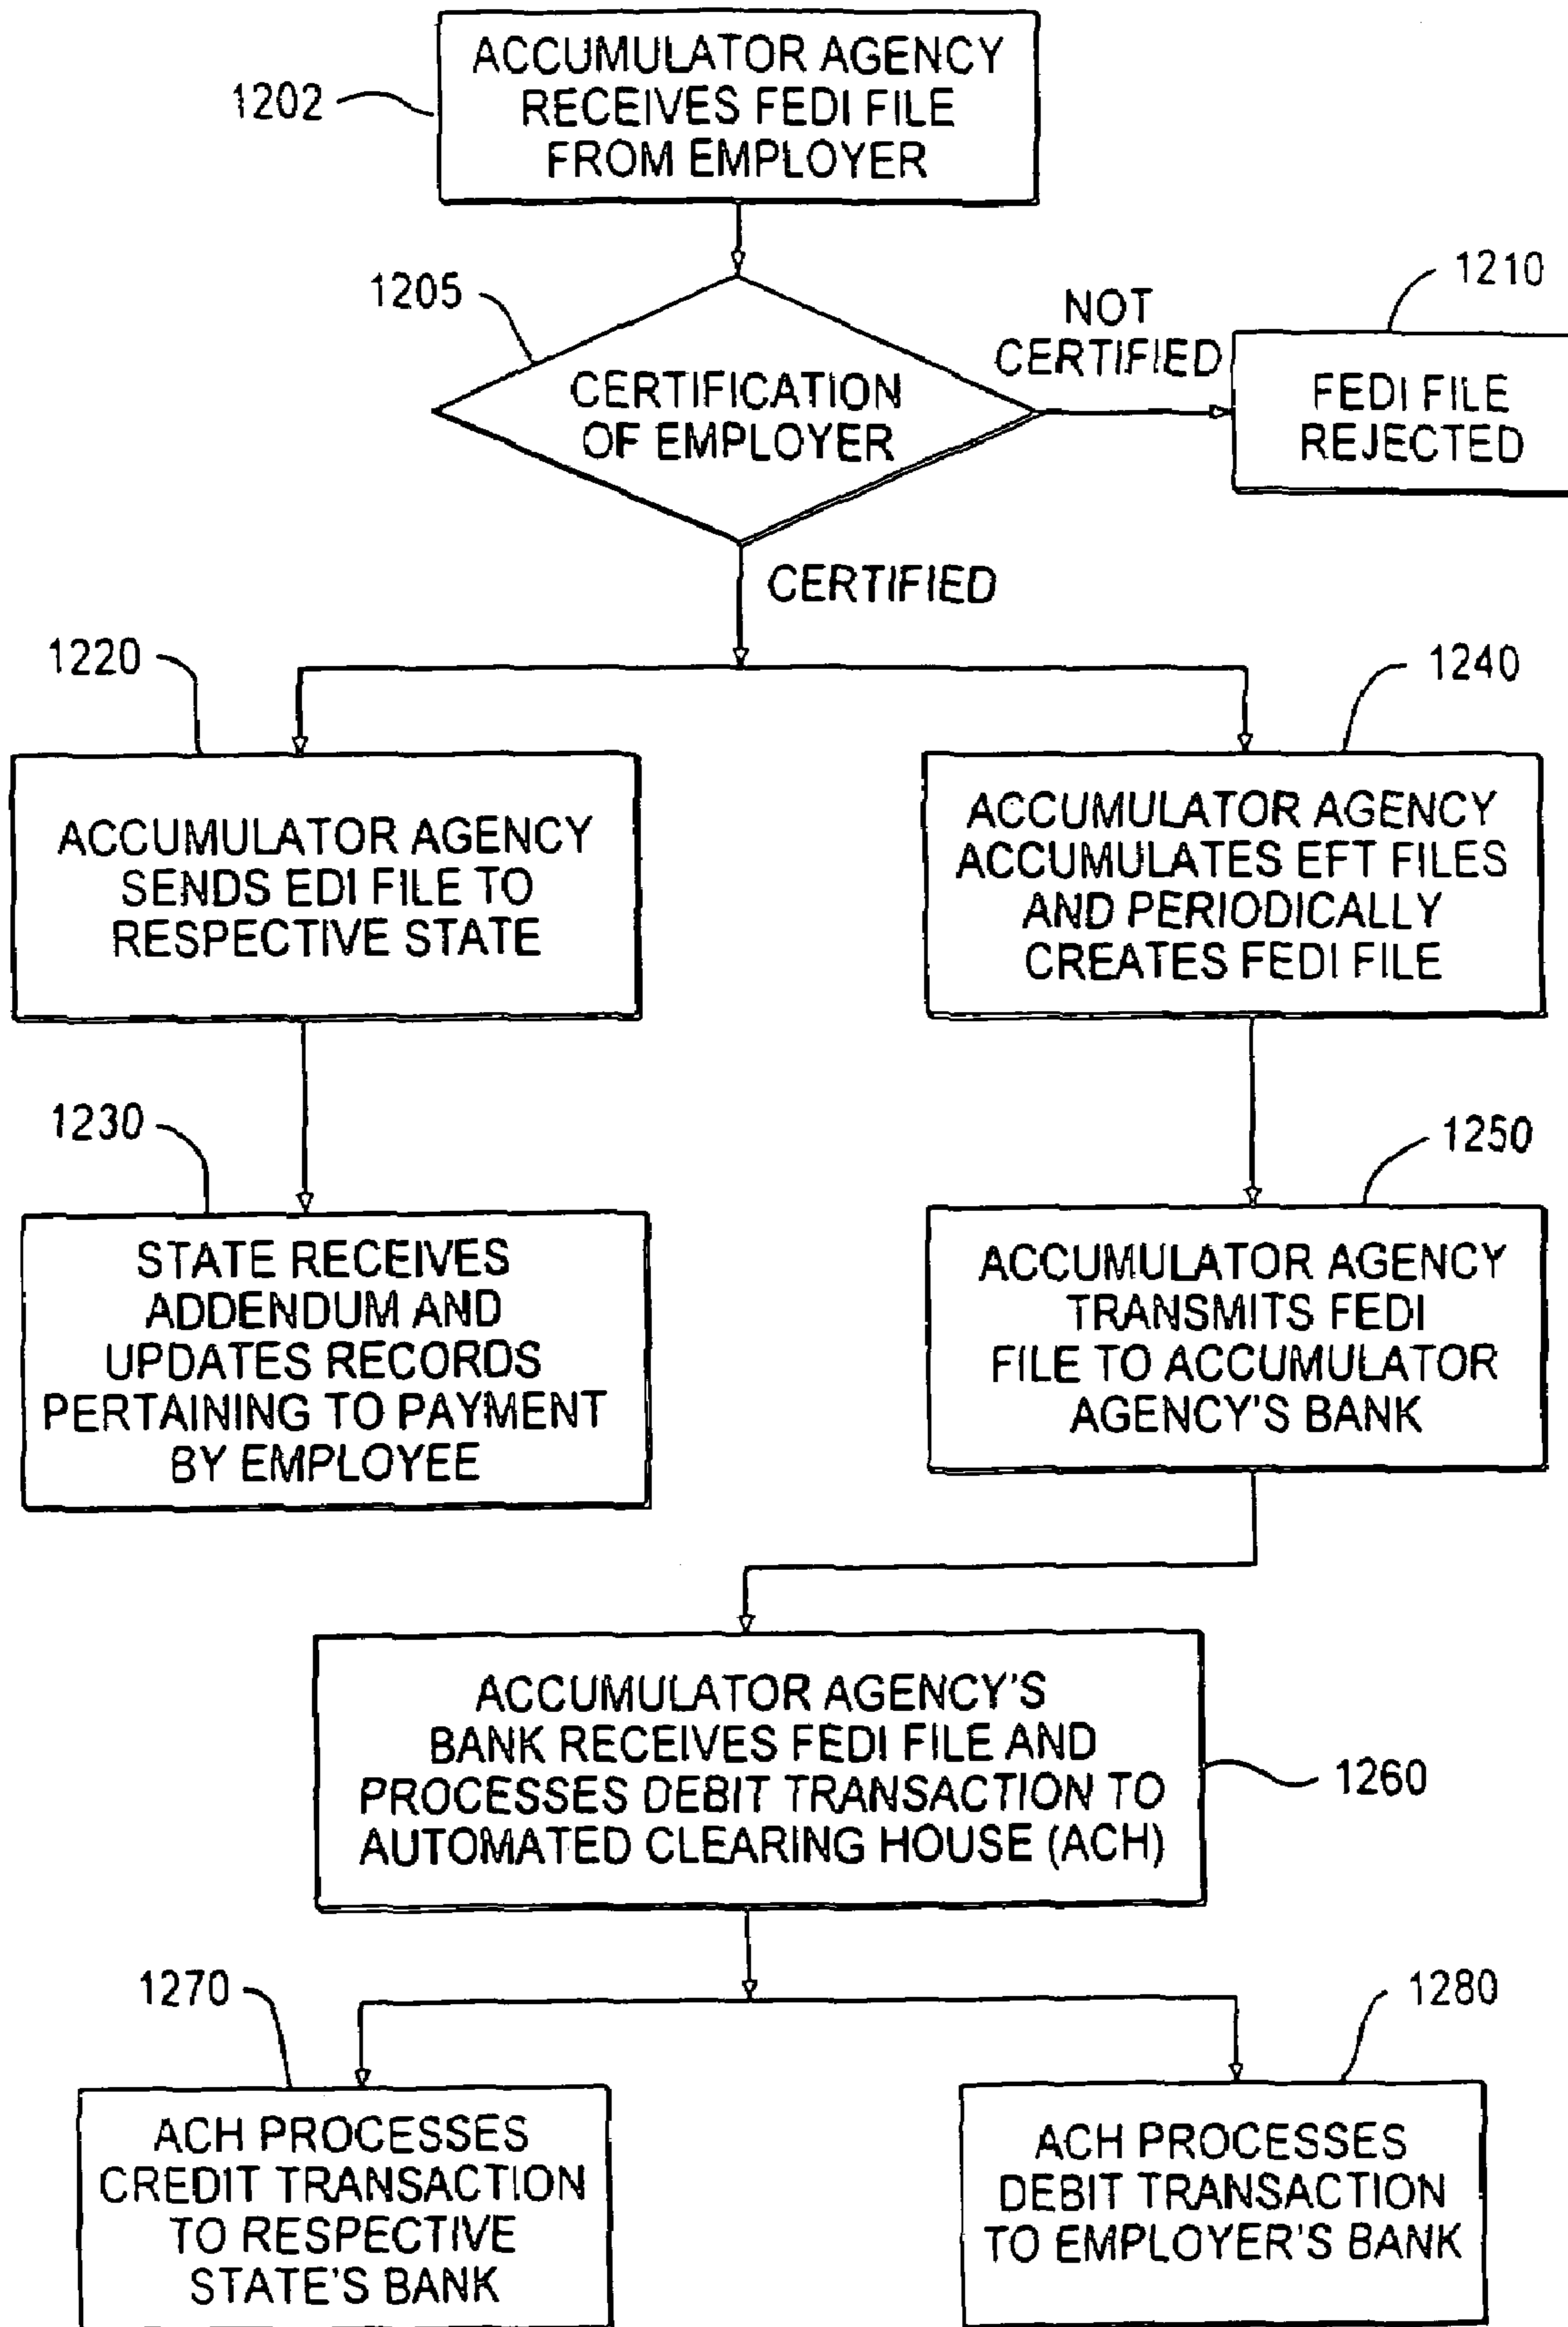 ACCUMULATOR AGENCY
RECEIVES FEDI FILE
FROM EMPLOYER
1202
1205
CERTIFICATION
OF EMPLOYER
NOT
CERTIFIED
1210
FEDI FILE
REJECTED
CERTIFIED
1220
ACCUMULATOR AGENCY
SENDS EDI FILE TO
RESPECTIVE STATE
1240
ACCUMULATOR AGENCY
ACCUMULATES EFT FILES
AND PERIODICALLY
CREATES FEDI FILE
1230
STATE RECEIVES
ADDENDUM AND
UPDATES RECORDS
PERTAINING TO PAYMENT
BY EMPLOYEE
1250
ACCUMULATOR AGENCY
TRANSMITS FEDI
FILE TO ACCUMULATOR
AGENCY'S BANK
ACCUMULATOR AGENCY'S
BANK RECEIVES FEDI FILE AND
PROCESSES DEBIT TRANSACTION TO
AUTOMATED CLEARING HOUSE (ACH)
1260
1270
ACH PROCESSES
CREDIT TRANSACTION
TO RESPECTIVE
STATE'S BANK
1280
ACH PROCESSES
DEBIT TRANSACTION
TO EMPLOYER'S BANK